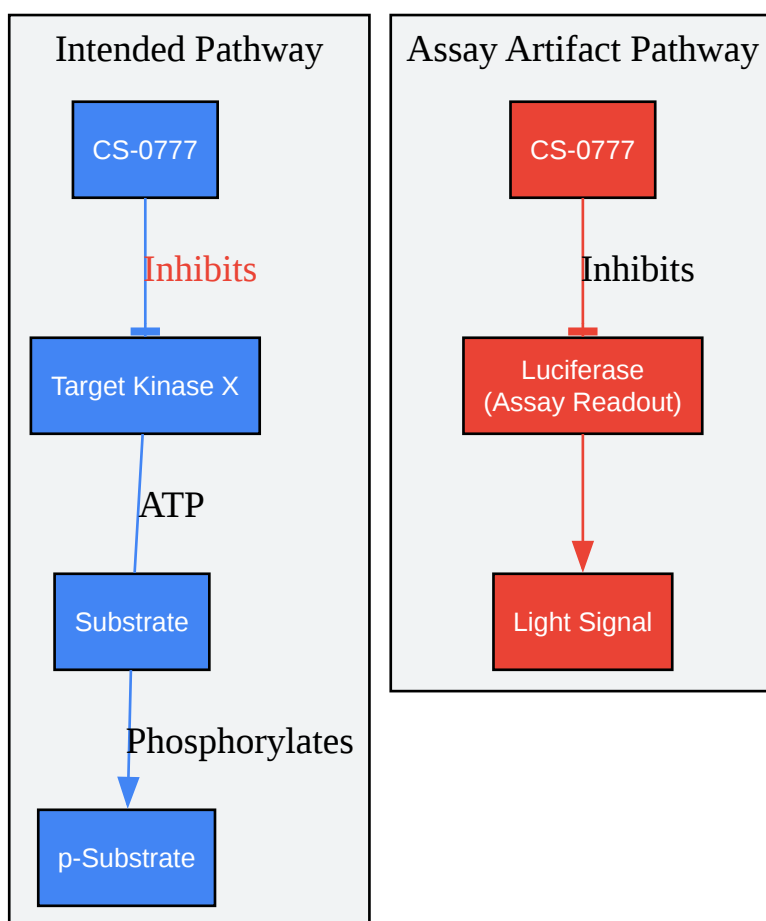 Intended Pathway
CS-0777
Inhibits
Target Kinase X
ATP
Substrate
Phosphorylates
p-Substrate
Assay Artifact Pathway
CS-0777
Inhibits
Luciferase
(Assay Readout)
Light Signal